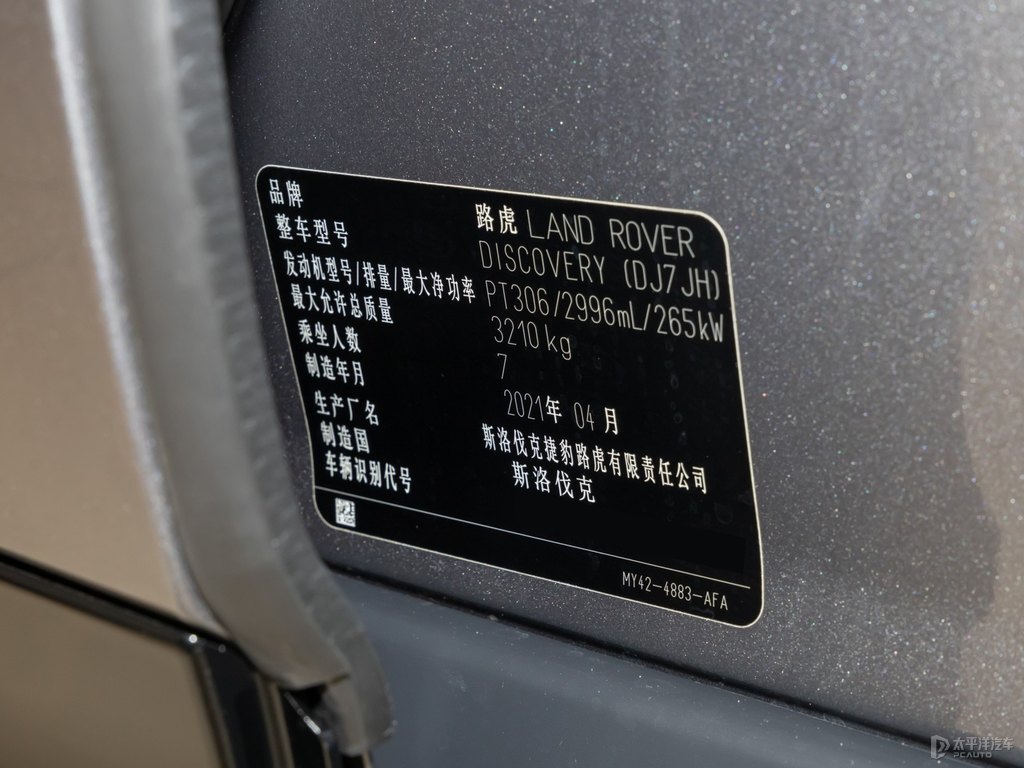 品牌 路虎 LAND ROVER
整车型号 DISCOVERY (DJ7JH)
发动机型号/排量/最大净功率 PT306/2996mL/265kW
最大允许总质量 3210kg
乘坐人数 7
制造年月 2021年 04月
生产厂名 斯洛伐克捷豹路虎有限责任公司
制造国 斯洛伐克
车辆识别代号
MY42-4883-AFA
太平洋汽车
PCAUTO